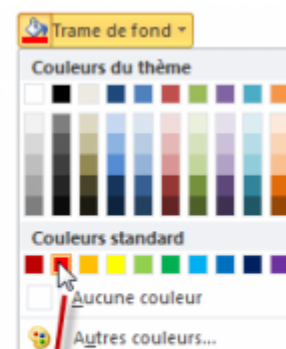 Trame de fond
Couleurs du thème
Couleurs standard
Aucune couleur
Autres couleurs...